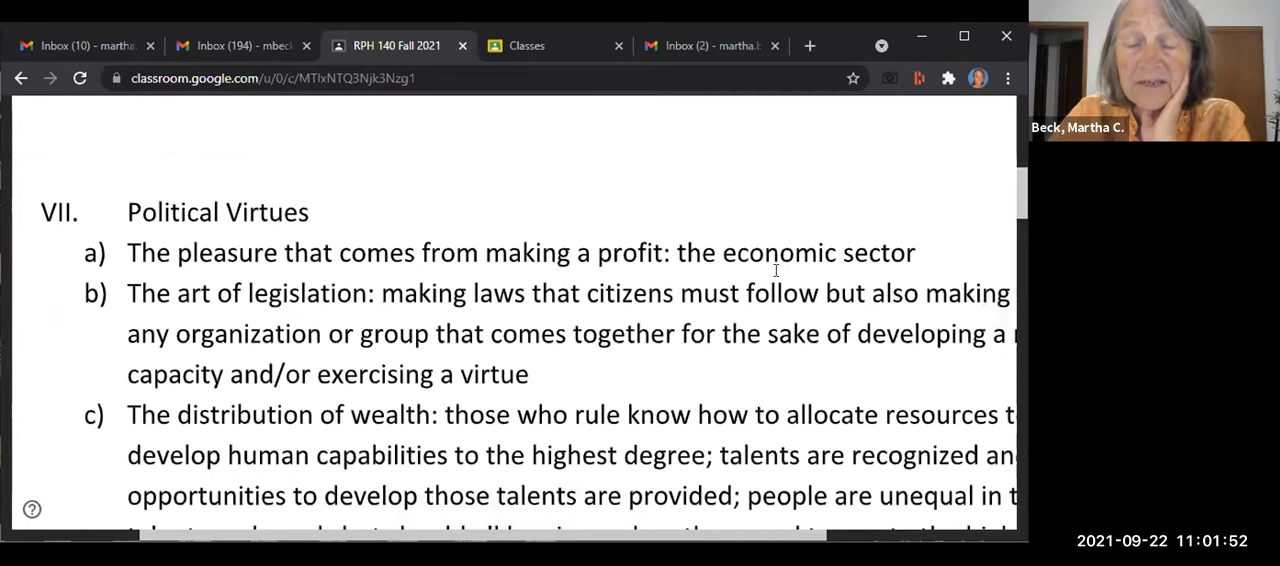 Inbox (10) - martha.
Inbox (194) - mbeck
RPH 140 Fall 2021
Classes
Inbox (2) - martha.b
classroom.google.com/u/0/c/MTIxNTQ3Njk3Nzg1
Beck, Martha C.
VII. Political Virtues
a) The pleasure that comes from making a profit: the economic sector
b) The art of legislation: making laws that citizens must follow but also making
any organization or group that comes together for the sake of developing a
capacity and/or exercising a virtue
c) The distribution of wealth: those who rule know how to allocate resources
develop human capabilities to the highest degree; talents are recognized
opportunities to develop those talents are provided; people are unequal in
2021-09-22 11:01:52